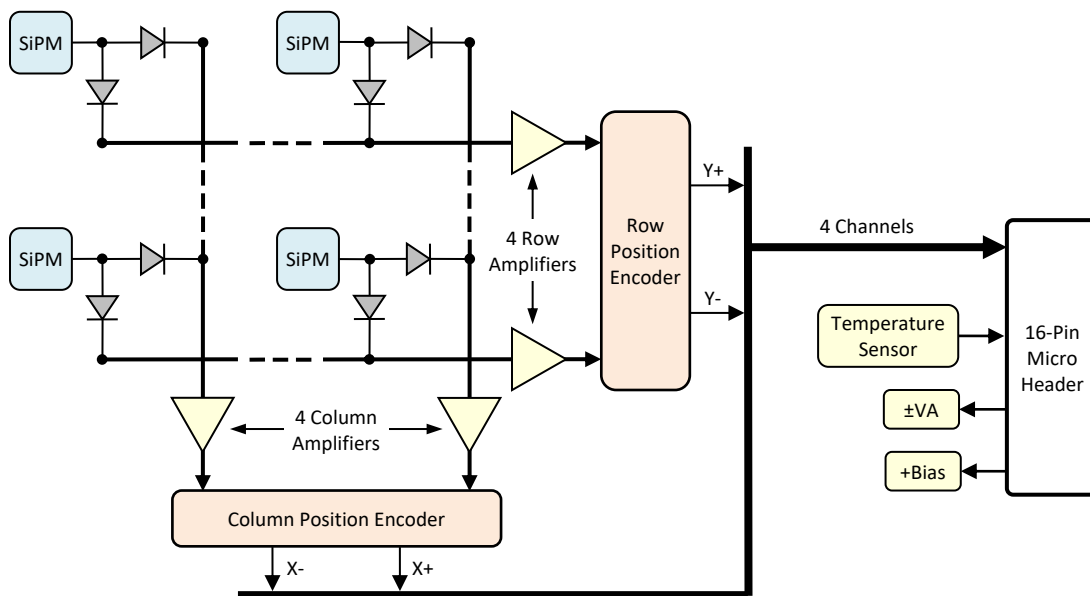 SiPM
SiPM
Y+
4 Channels
SiPM
SiPM
4 Row
Amplifiers
Row
Position
Encoder
Y-
Temperature
Sensor
16-Pin
Micro
Header
4 Column
Amplifiers
±VA
+Bias
Column Position Encoder
X-
X+